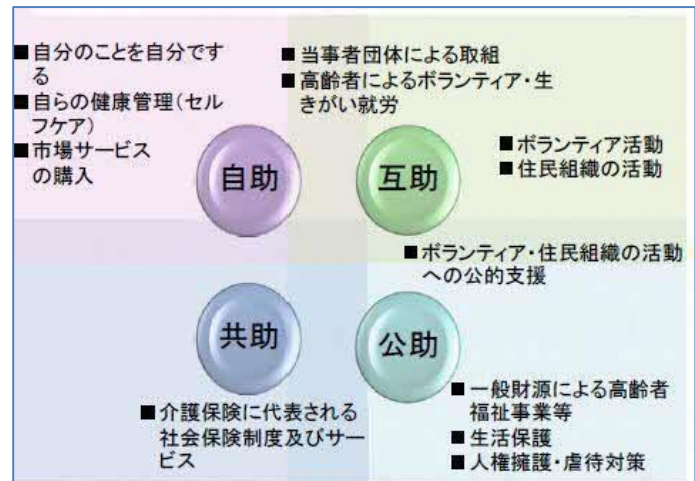 ■自分のことを自分です
る
■自らの健康管理(セル
フケア)
■市場サービス
の購入
■当事者団体による取組
■高齢者によるボランティア・生
きがい就労
■ボランティア活動
■住民組織の活動
自助
互助
■ボランティア・住民組織の活動
への公的支援
共助
公助
■介護保険に代表される
社会保険制度及びサー
ビス
■一般財源による高齢者
福祉事業等
■生活保護
■人権擁護・虐待対策